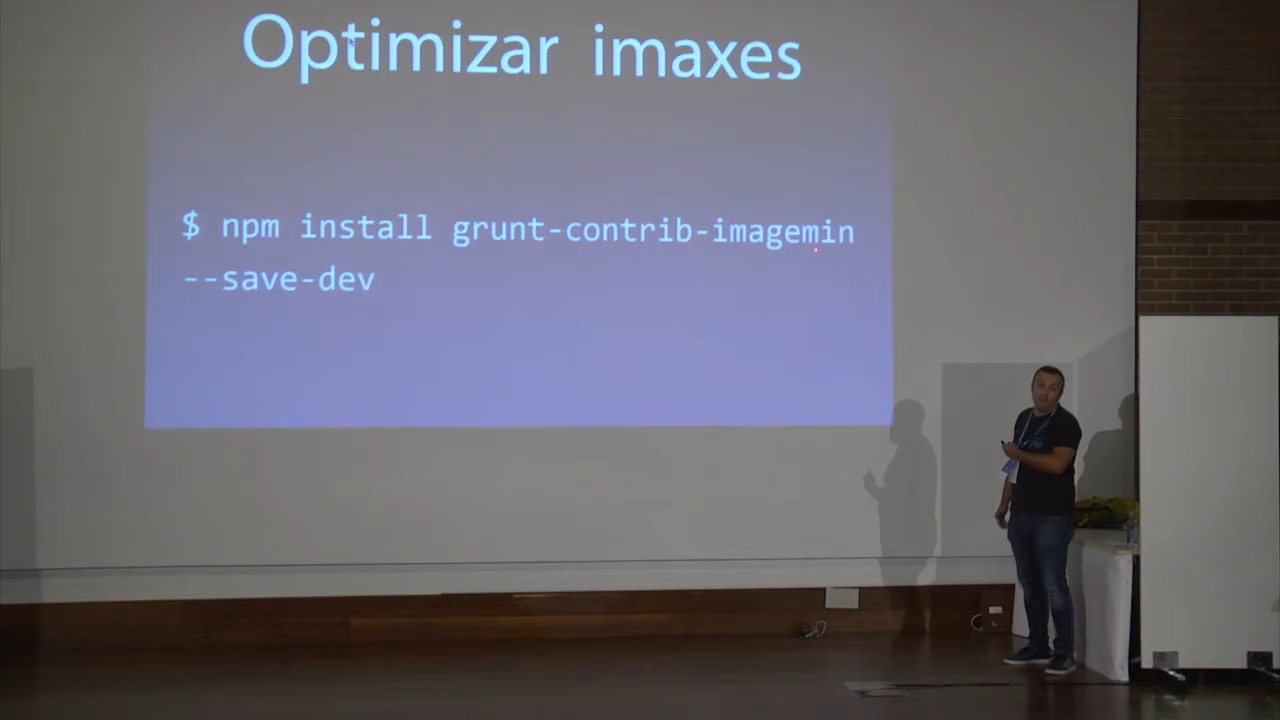 Optimizar imaxes
$ npm install grunt-contrib-imagemin
--save-dev